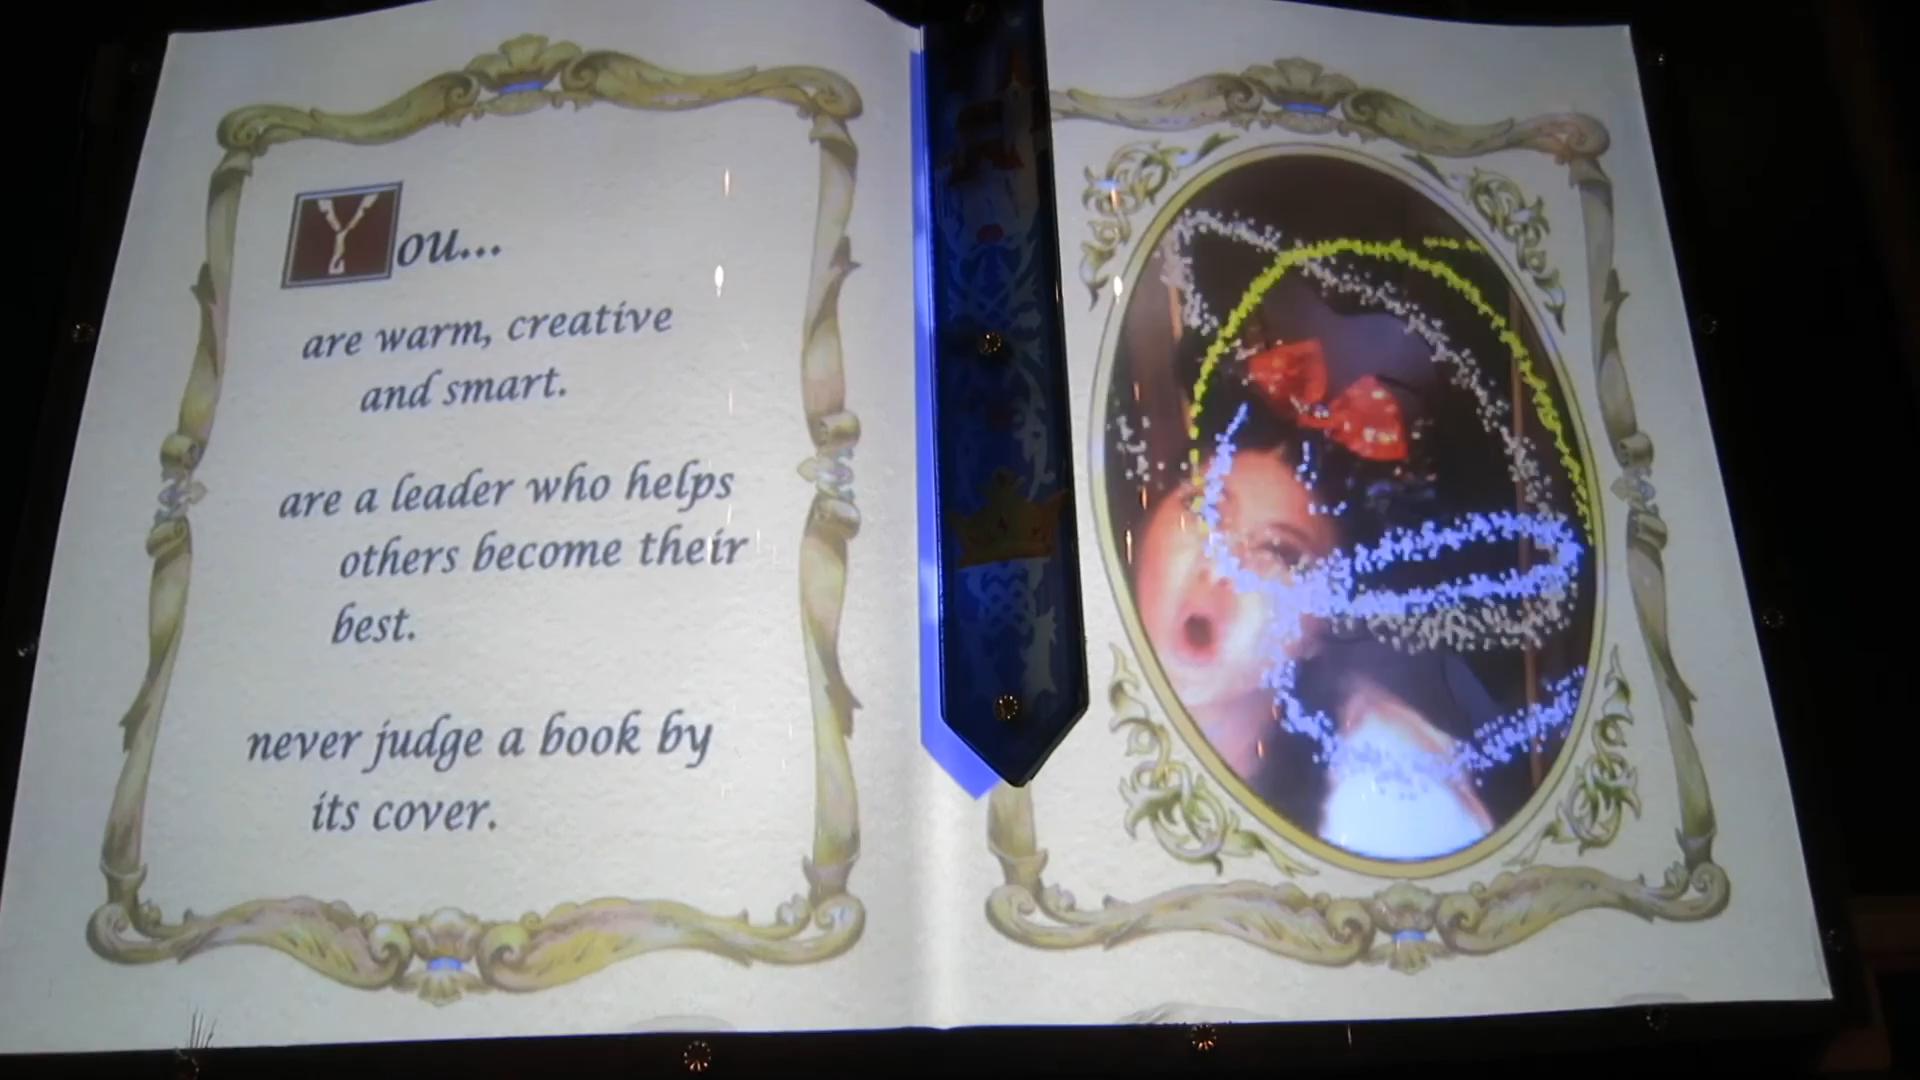 You...
are warm, creative
and smart.
are a leader who helps
others become their
best.
never judge a book by
its cover.